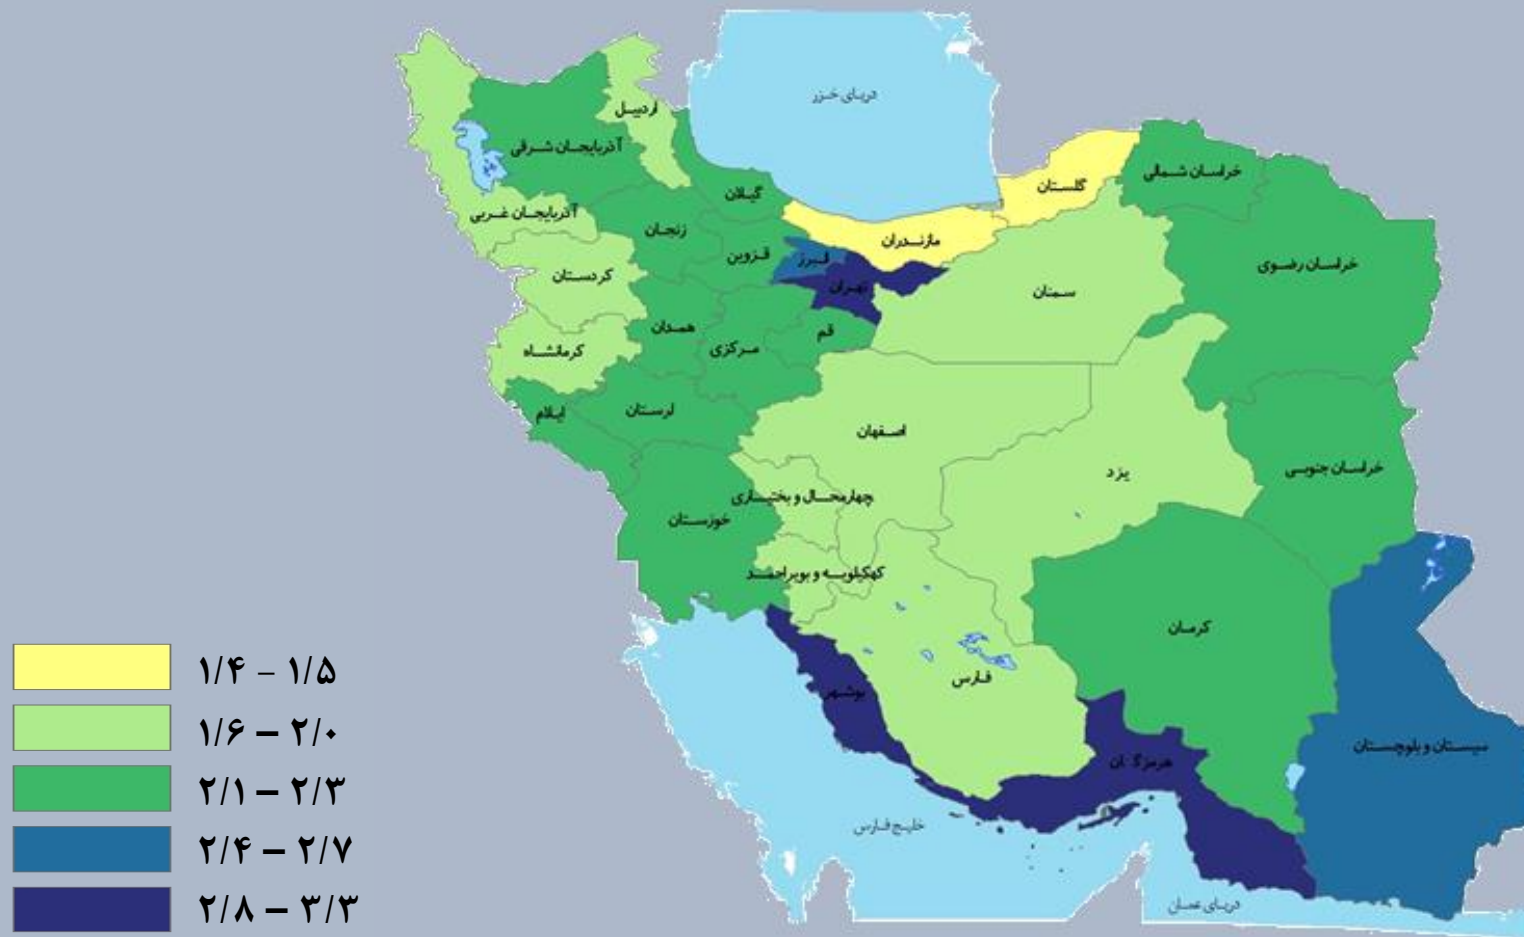 دریای خزر
اردبیل
آذربایجان شرقی
گیلان
گلستان
خراسان شمالی
آذربایجان غربی
زنجان
مازندران
قزوین
تهران
خراسان رضوی
کردستان
سمنان
همدان
قم
مرکزی
کرمانشاه
ایلام
لرستان
اصفهان
یزد
خراسان جنوبی
چهارمحال و بختیاری
خوزستان
کهکیلویه و بویراحمد
کرمان
فارس
بوشهر
سیستان و بلوچستان
هرمزگان
خلیج فارس
دریای عمان
۱/۴ – ۱/۵
۱/۶ – ۲/۰
۲/۱ – ۲/۳
۲/۴ – ۲/۷
۲/۸ – ۳/۳